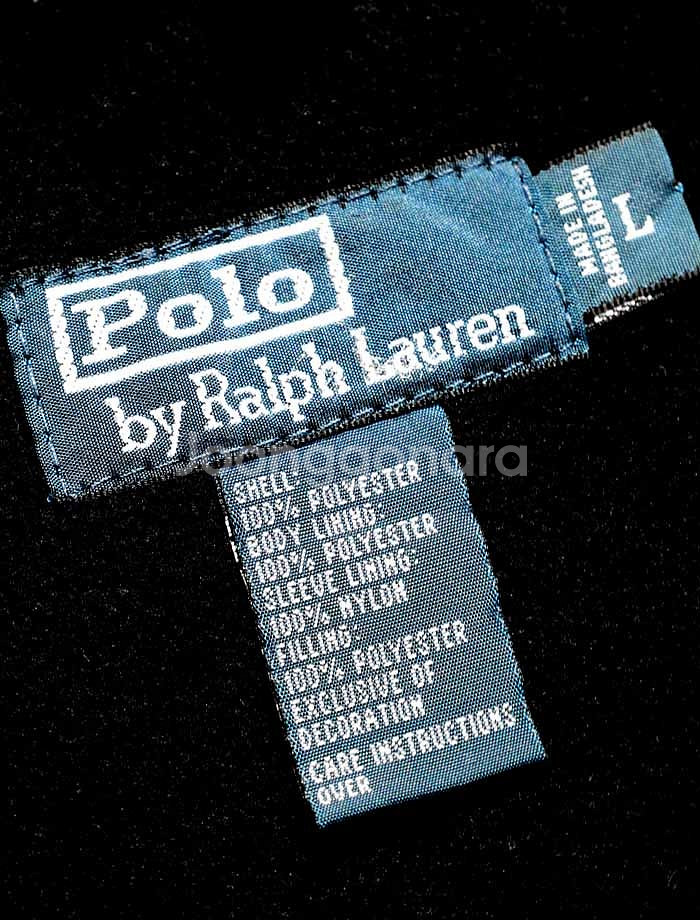 Polo
by Ralph Lauren
L
MADE IN
BANGLADESH
Joonggonara
SHELL:
100% POLYESTER
BODY LINING:
100% POLYESTER
SLEEVE LINING:
100% NYLON
FILLING:
100% POLYESTER
EXCLUSIVE OF
DECORATION
CARE INSTRUCTIONS
OVER